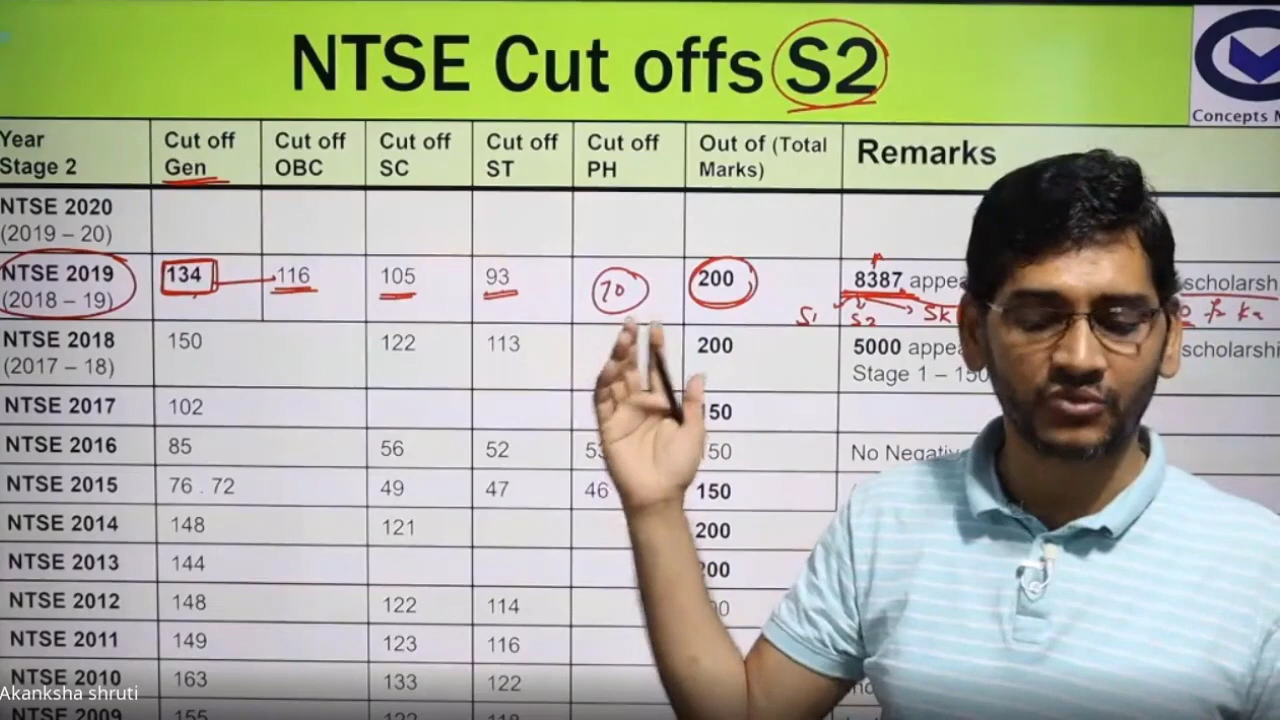 NTSE Cut offs S2
Concepts
Year Stage 2 Cut off Gen Cut off OBC Cut off SC Cut off ST Cut off PH Out of (Total Marks) Remarks
NTSE 2020
(2019 – 20)
NTSE 2019 134 116 105 93 70 200 8387 scholarsh
(2018 – 19) S1 S2
NTSE 2018 150 122 113 200 5000 scholarshi
(2017 – 18) Stage 1 – 150
NTSE 2017 102 150
NTSE 2016 85 56 52 No
NTSE 2015 76 . 72 49 47 46 150
NTSE 2014 148 121 200
NTSE 2013 144
NTSE 2012 148 122 114
NTSE 2011 149 123 116
NTSE 2010 163 133 122
Akanksha shruti
NTSE 2009 155